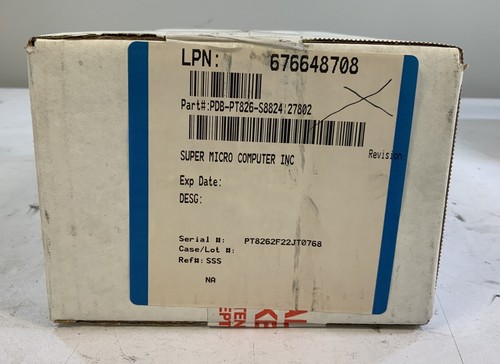 LPN: 676648708
Part#:PDB-PT826-S8824 27802
SUPER MICRO COMPUTER INC
Revision
Exp Date:
DESG:
Serial #: PT8262F22JT0768
Case/Lot #:
Ref#: SSS
NA